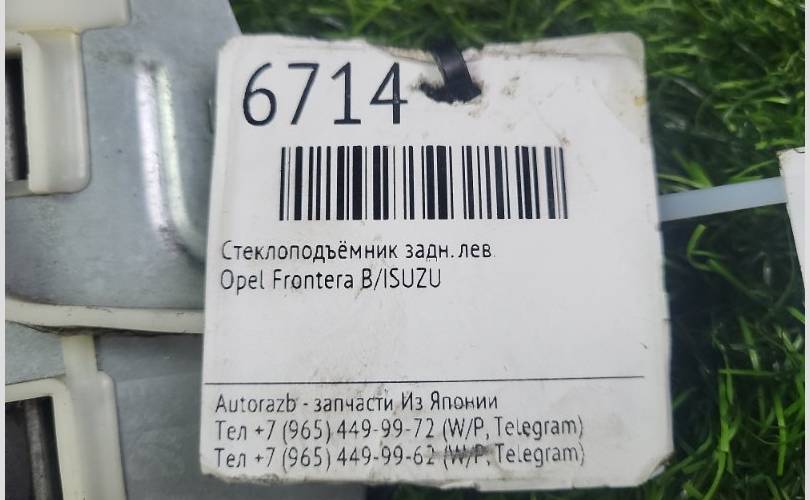 6714
Стеклоподъёмник задн. лев.
Opel Frontera B/ISUZU
Autorazb - запчасти Из Японии
Тел +7 (965) 449-99-72 (W/P, Telegram)
Тел +7 (965) 449-99-62 (W/P, Telegram)